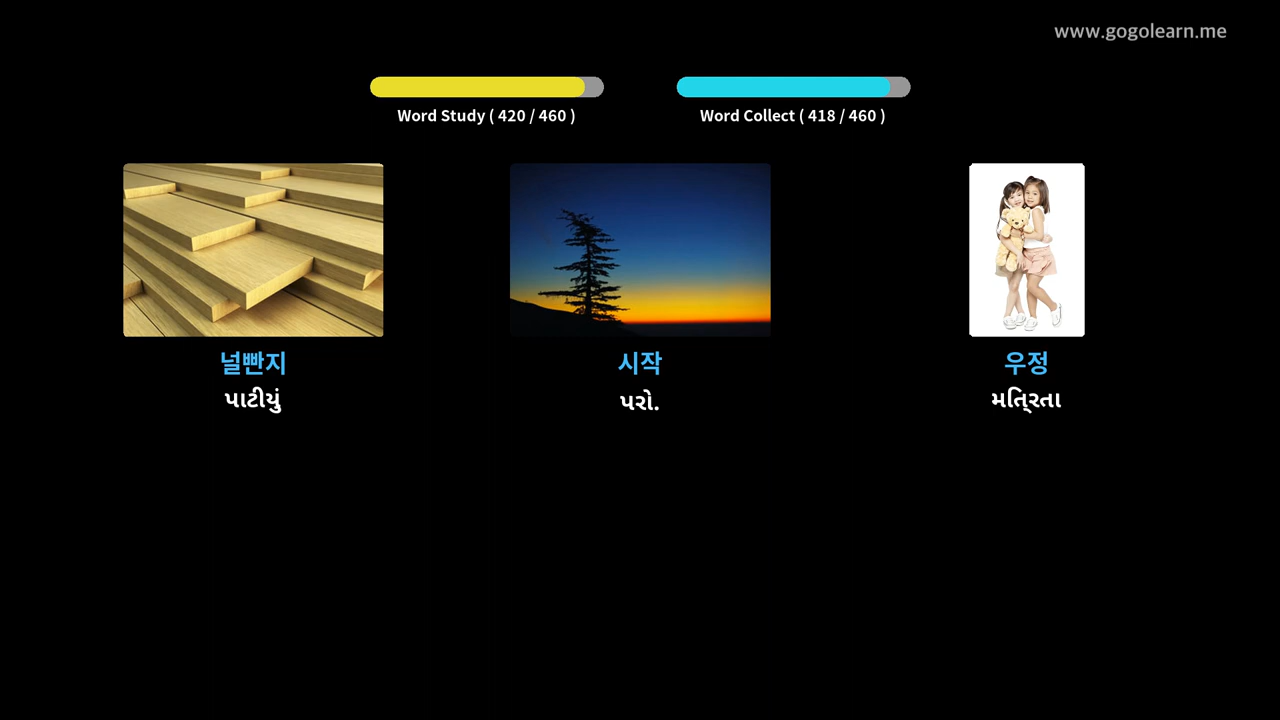 www.gogolearn.me
Word Study ( 420 / 460 )
Word Collect ( 418 / 460 )
널빤지
시작
우정
પાટીયું
પરો.
મતિ્રતા